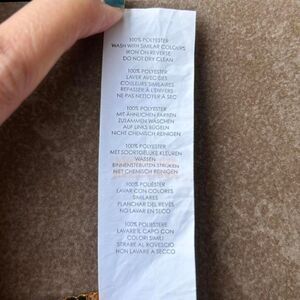 100% POLYESTER
WASH WITH SIMILAR COLOURS
IRON ON REVERSE
DO NOT DRY CLEAN
100% POLYESTER
LAVER AVEC DES
COULEURS SIMILAIRES
REPASSER À L'ENVERS
NE PAS NETTOYER À SEC
100% POLYESTER
MIT ÄHNLICHEN FARBEN
ZUSAMMEN WASCHEN
AUF LINKS BÜGELN
NICHT CHEMISCH REINIGEN
100% POLYESTER
MET SOORTGELIJKE KLEUREN
WASSEN
BINNENSTEBUITEN STRIJKEN
NIET CHEMISCH REINIGEN
100% POLIÉSTER
LAVAR CON COLORES
SIMILARES
PLANCHAR DEL REVÉS
NO LAVAR EN SECO
100% POLIESTERE
LAVARE IL CAPO CON
COLORI SIMILI
STIRARE AL ROVESCIO
NON LAVARE A SECCO